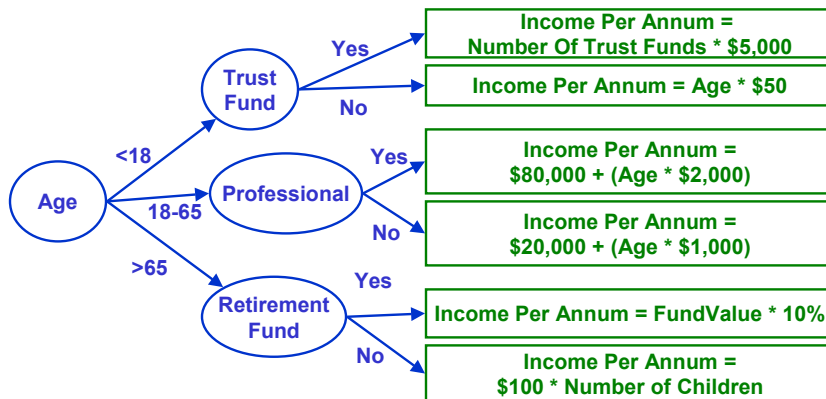 Income Per Annum =
Number Of Trust Funds * $5,000
Yes
Trust
Fund
Income Per Annum = Age * $50
No
<18
Income Per Annum =
$80,000 + (Age * $2,000)
Yes
Age
Professional
18-65
No
Income Per Annum =
$20,000 + (Age * $1,000)
>65
Yes
Retirement
Fund
Income Per Annum = FundValue * 10%
No
Income Per Annum =
$100 * Number of Children